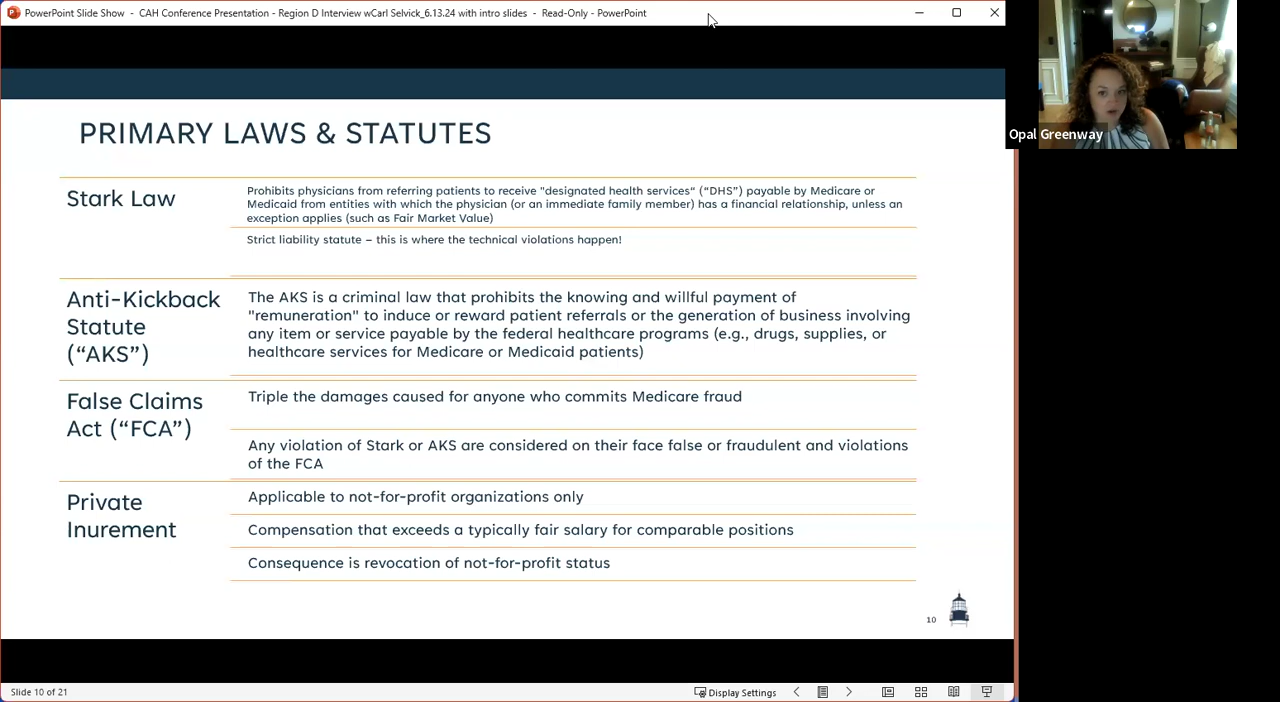 PowerPoint Slide Show - CAH Conference Presentation - Region D Interview wCarl Selvick_6.13.24 with intro slides - Read-Only - PowerPoint
Opal Greenway
PRIMARY LAWS & STATUTES
Stark Law
Prohibits physicians from referring patients to receive "designated health services" (“DHS”) payable by Medicare or
Medicaid from entities with which the physician (or an immediate family member) has a financial relationship, unless an
exception applies (such as Fair Market Value)
Strict liability statute – this is where the technical violations happen!
Anti-Kickback
Statute
(“AKS”)
The AKS is a criminal law that prohibits the knowing and willful payment of
"remuneration" to induce or reward patient referrals or the generation of business involving
any item or service payable by the federal healthcare programs (e.g., drugs, supplies, or
healthcare services for Medicare or Medicaid patients)
False Claims
Act (“FCA”)
Triple the damages caused for anyone who commits Medicare fraud
Any violation of Stark or AKS are considered on their face false or fraudulent and violations
of the FCA
Private
Inurement
Applicable to not-for-profit organizations only
Compensation that exceeds a typically fair salary for comparable positions
Consequence is revocation of not-for-profit status
10
Slide 10 of 21
Display Settings